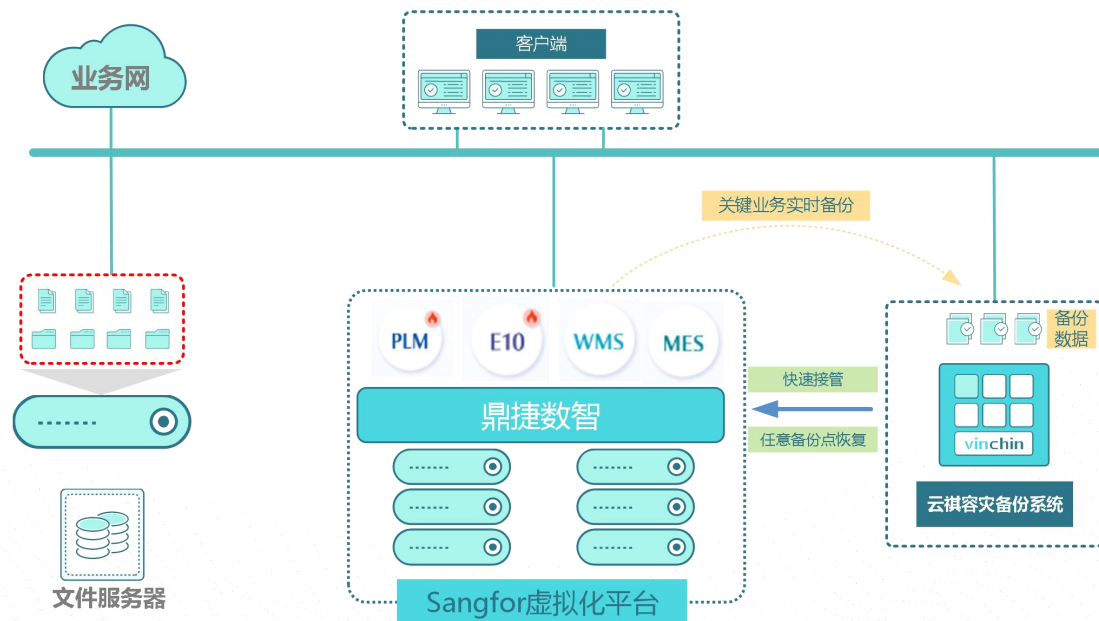 业务网
客户端
关键业务实时备份
PLM
E10
WMS
MES
备份
数据
快速接管
鼎捷数智
任意备份点恢复
vinchin
云祺容灾备份系统
文件服务器
Sangfor虚拟化平台